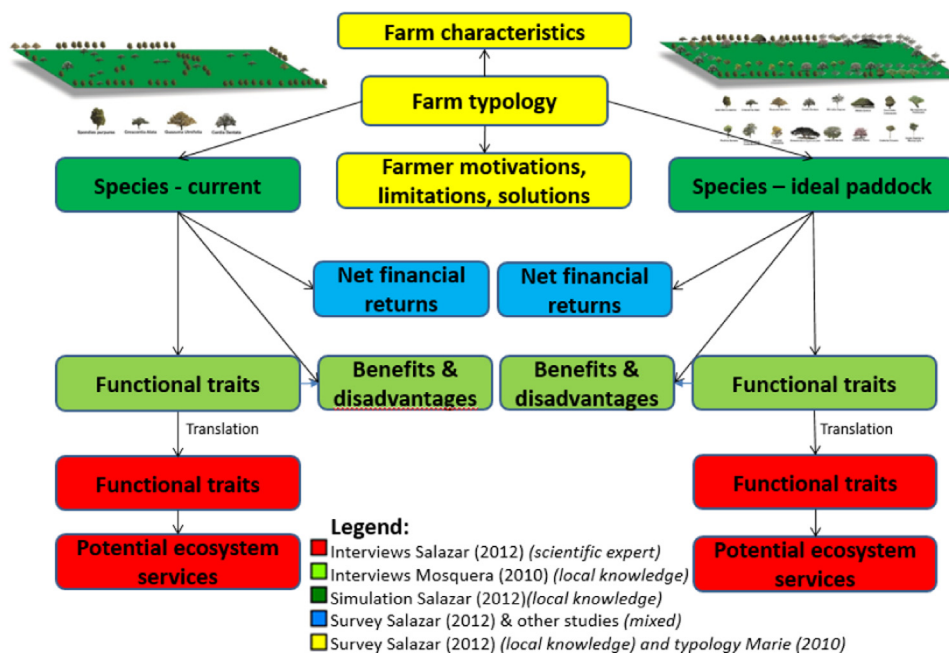 Farm characteristics
Farm typology
Farmer motivations,
limitations, solutions
Species - current
Species – ideal paddock
Net financial
returns
Net financial
returns
Functional traits
Benefits &
disadvantages
Benefits &
disadvantages
Functional traits
Translation
Translation
Functional traits
Functional traits
Potential ecosystem
services
Potential ecosystem
services
Legend:
Interviews Salazar (2012) (scientific expert)
Interviews Mosquera (2010) (local knowledge)
Simulation Salazar (2012)(local knowledge)
Survey Salazar (2012) & other studies (mixed)
Survey Salazar (2012) (local knowledge) and typology Marie (2010)